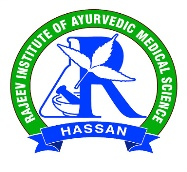 RAJEEV INSTITUTE OF AYURVEDIC MEDICAL SCIENCE
R
HASSAN